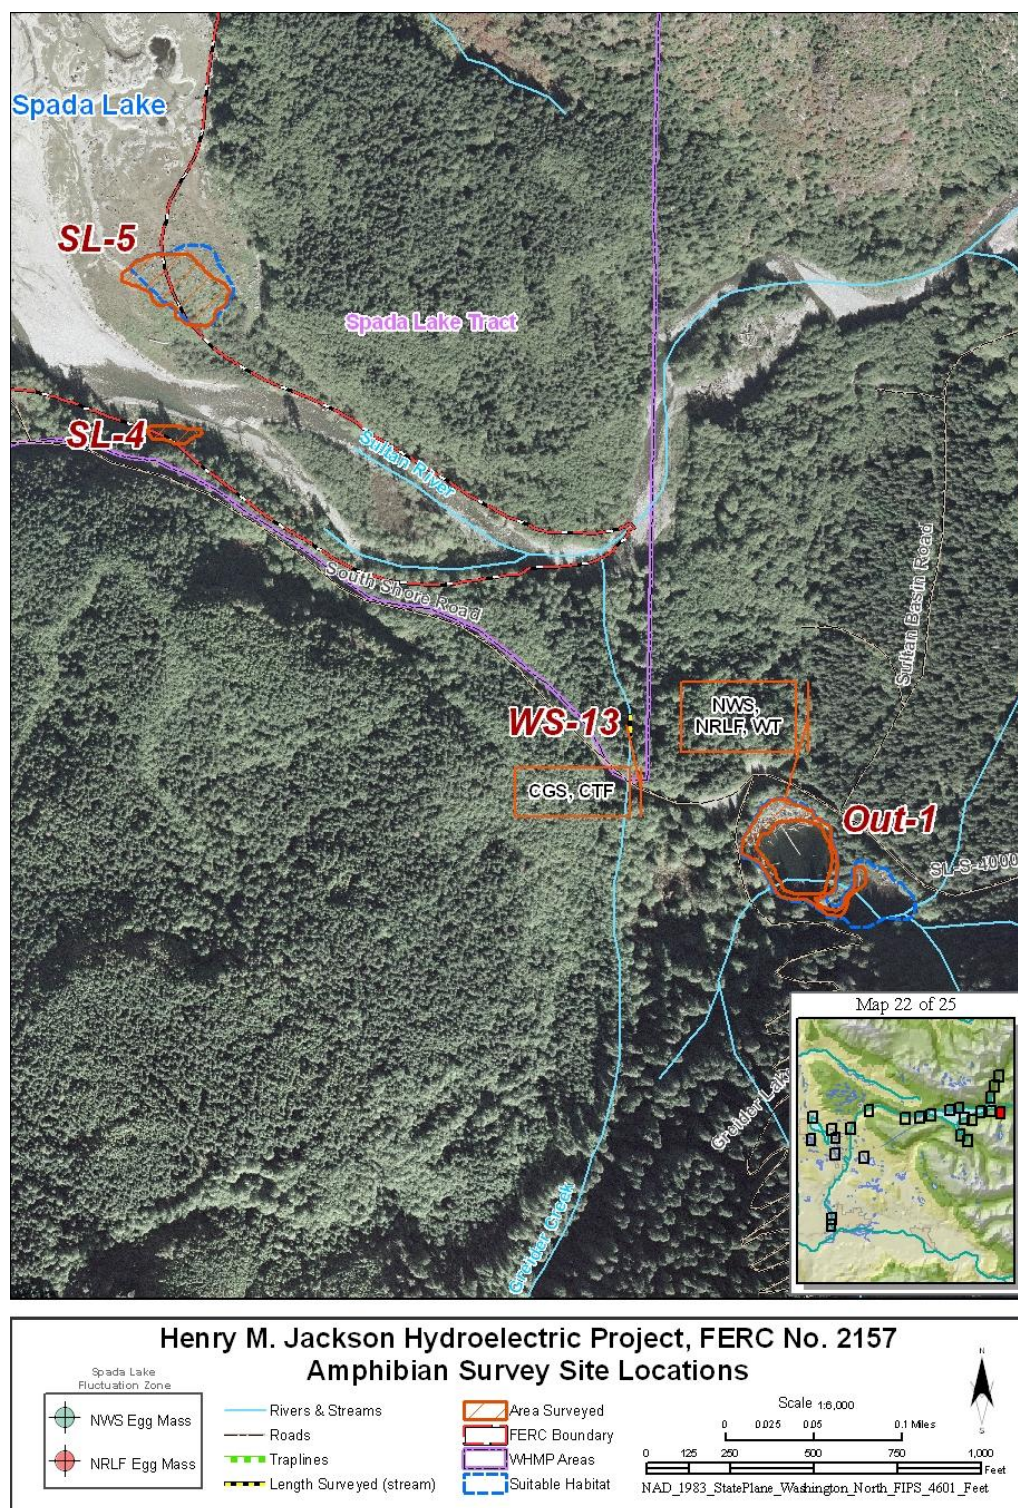 Spada Lake
SL-5
Spada Lake Tract
SL-4
Sultan River
South Shore Road
Sultan Basin Road
WS-13
NWS,
NRLF, WT
CGS, CTF
Out-1
SL-S-4000
Greider Creek
Greider
Map 22 of 25
Henry M. Jackson Hydroelectric Project, FERC No. 2157
Amphibian Survey Site Locations
Spada Lake
Fluctuation Zone
NWS Egg Mass
NRLF Egg Mass
Rivers & Streams
Roads
Traplines
Length Surveyed (stream)
Area Surveyed
FERC Boundary
WHMP Areas
Suitable Habitat
Scale 1:6,000
0 0.025 0.05 0.1 Miles
0 125 250 500 750 1,000
Feet
NAD_1983_StatePlane_Washington_North_FIPS_4601_Feet
N
S